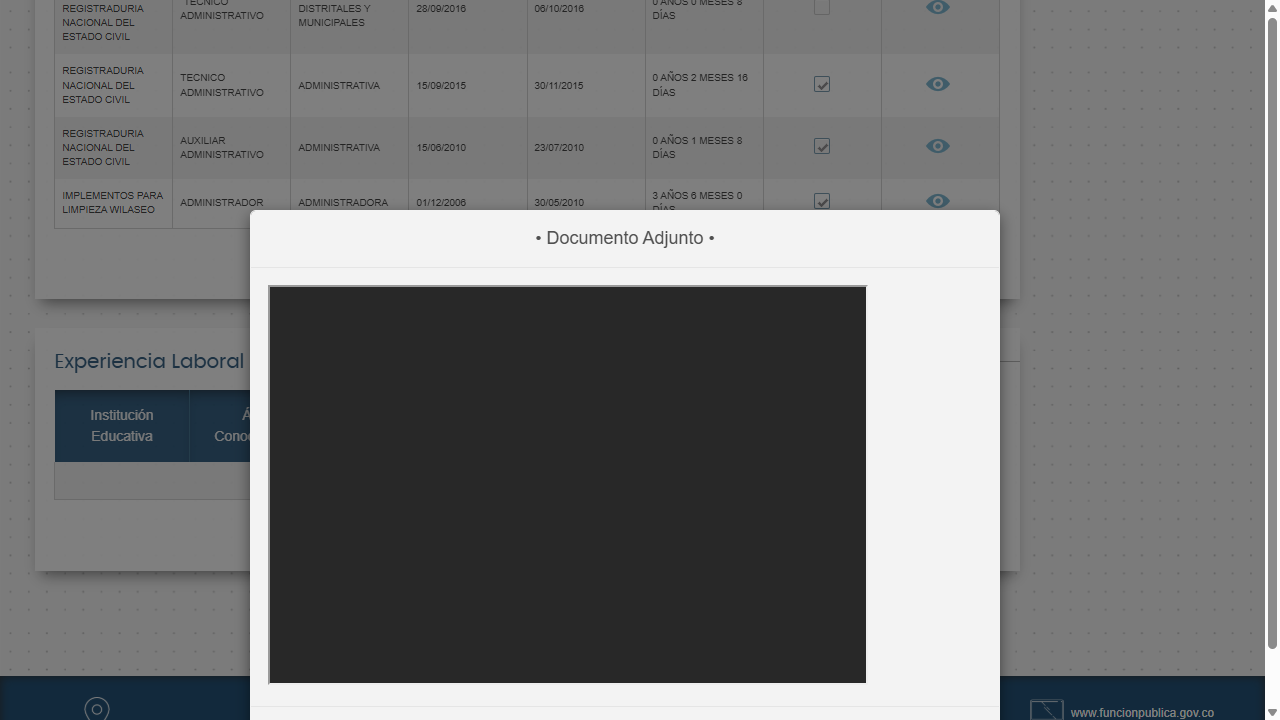 REGISTRADURIA
NACIONAL DEL
ESTADO CIVIL
TECNICO
ADMINISTRATIVO
DISTRITALES Y
MUNICIPALES
28/09/2016
06/10/2016
0 AÑOS 0 MESES 8
DÍAS
REGISTRADURIA
NACIONAL DEL
ESTADO CIVIL
TECNICO
ADMINISTRATIVO
ADMINISTRATIVA
15/09/2015
30/11/2015
0 AÑOS 2 MESES 16
DÍAS
REGISTRADURIA
NACIONAL DEL
ESTADO CIVIL
AUXILIAR
ADMINISTRATIVO
ADMINISTRATIVA
15/06/2010
23/07/2010
0 AÑOS 1 MESES 8
DÍAS
IMPLEMENTOS PARA
LIMPIEZA WILASEO
ADMINISTRADOR
ADMINISTRADORA
01/12/2006
30/05/2010
3 AÑOS 6 MESES 0
DÍAS
• Documento Adjunto •
Experiencia Laboral
Institución
Educativa
Á
Conoc
www.funcionpublica.gov.co